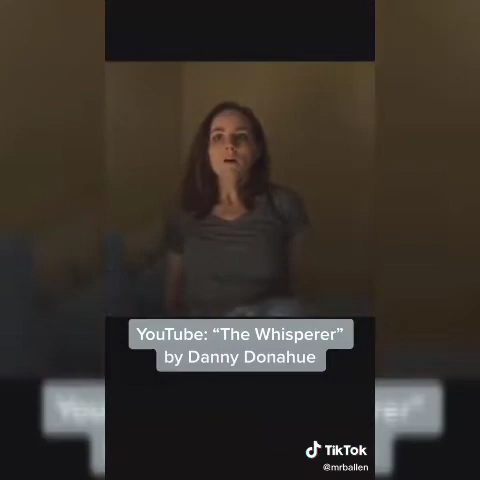 YouTube: “The Whisperer”
by Danny Donahue
TikTok
@mrballen